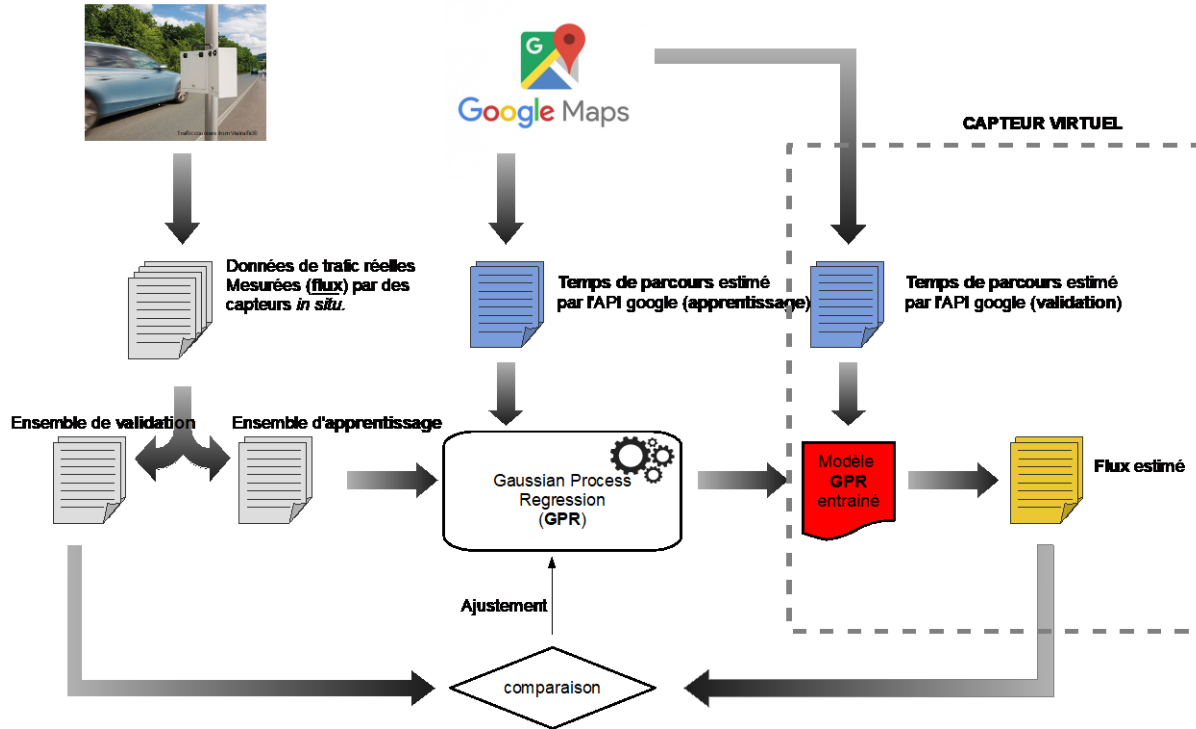 Google Maps
CAPTEUR VIRTUEL
Données de trafic réelles
Mesurées (flux) par des
capteurs in situ.
Temps de parcours estimé
par l'API google (apprentissage)
Temps de parcours estimé
par l'API google (validation)
Ensemble de validation
Ensemble d'apprentissage
Gaussian Process
Regression
(GPR)
Modèle
GPR
entrainé
Flux estimé
Ajustement
comparaison